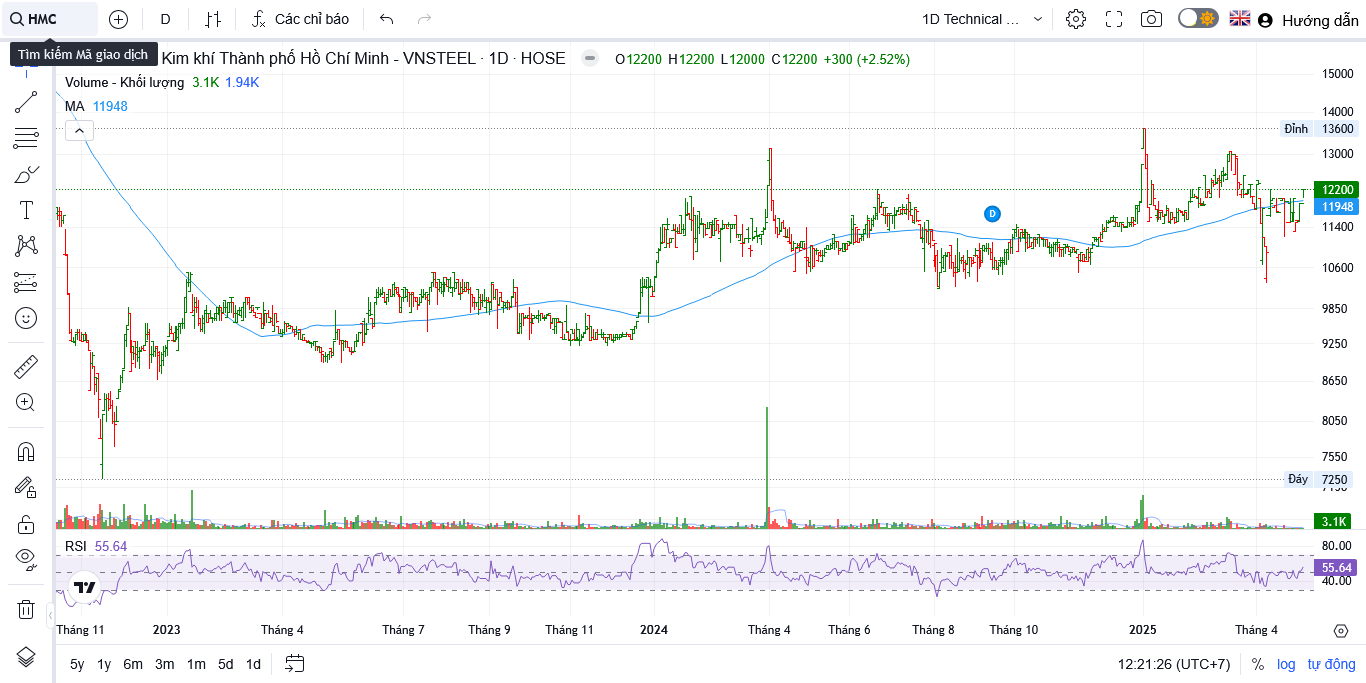 HMC
D
Các chỉ báo
1D Technical ...
Hướng dẫn
Tìm kiếm Mã giao dịch
Kim khí Thành phố Hồ Chí Minh - VNSTEEL · 1D · HOSE
O12200 H12200 L12000 C12200 +300 (+2.52%)
Volume - Khối lượng 3.1K 1.94K
MA 11948
15000
14000
Đỉnh 13600
13000
12200
11948
D
11400
10600
9850
9250
8650
8050
7550
Đáy 7250
3.1K
RSI 55.64
80.00
55.64
40.00
Tháng 11 2023 Tháng 4 Tháng 7 Tháng 9 Tháng 11 2024 Tháng 4 Tháng 6 Tháng 8 Tháng 10 2025 Tháng 4
5y 1y 6m 3m 1m 5d 1d
12:21:26 (UTC+7) % log tự động